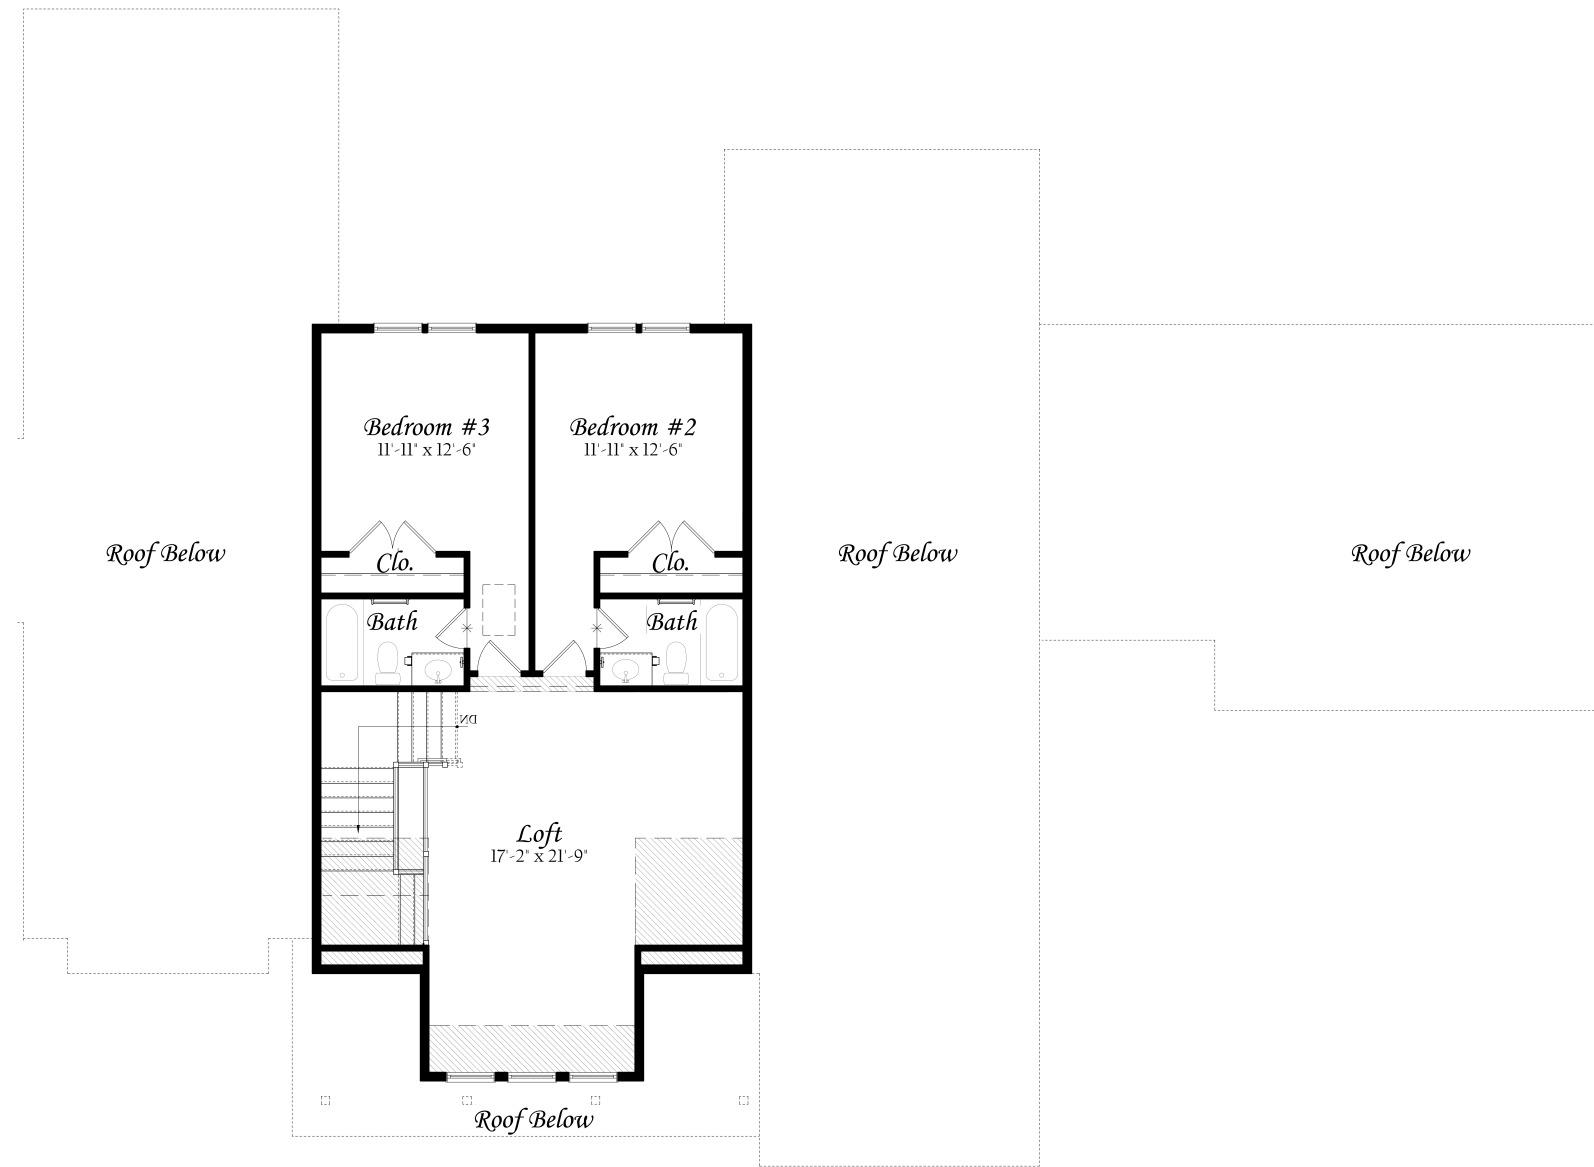 Bedroom #3
11'-11" x 12'-6"
Bedroom #2
11'-11" x 12'-6"
Roof Below
Clo.
Clo.
Roof Below
Roof Below
Bath
Bath
DN
Loft
17'-2" x 21'-9"
Roof Below